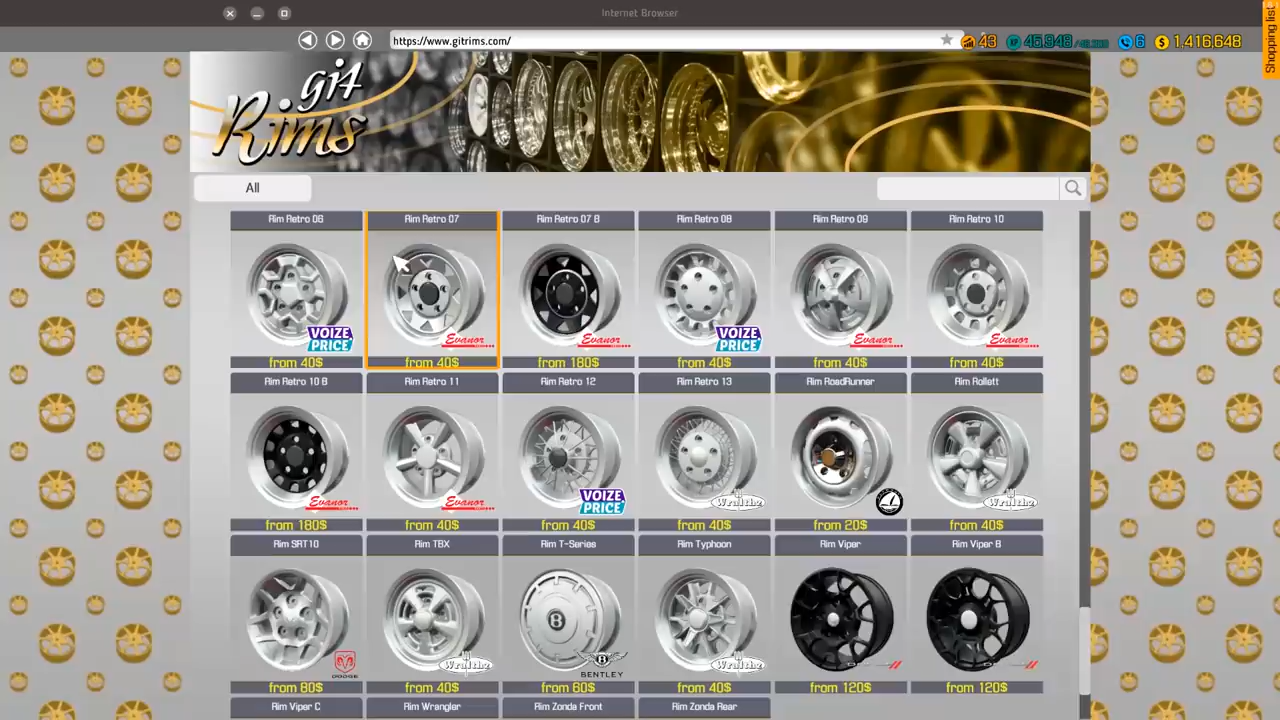 Internet Browser
https://www.gitrims.com/
43
6
1,416,648
Shopping list
git
Rims
All
Rim Retro 06
Rim Retro 07
Rim Retro 07 B
Rim Retro 08
Rim Retro 09
Rim Retro 10
VOIZE PRICE
Evanor
Evanor
VOIZE PRICE
Evanor
Evanor
from 40$
from 40$
from 180$
from 40$
from 40$
from 40$
Rim Retro 10 B
Rim Retro 11
Rim Retro 12
Rim Retro 13
Rim RoadRunner
Rim Rollett
Evanor
Evanor
VOIZE PRICE
from 180$
from 40$
from 40$
from 40$
from 20$
from 40$
Rim SRT10
Rim TBX
Rim T-Series
Rim Typhoon
Rim Viper
Rim Viper B
B
DODGE
BENTLEY
from 80$
from 40$
from 60$
from 40$
from 120$
from 120$
Rim Viper C
Rim Wrangler
Rim Zonda Front
Rim Zonda Rear